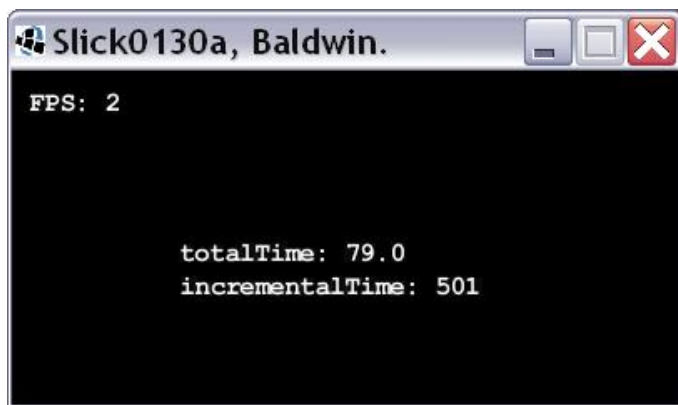 Slick0130a, Baldwin.
FPS: 2
totalTime: 79.0
incrementalTime: 501